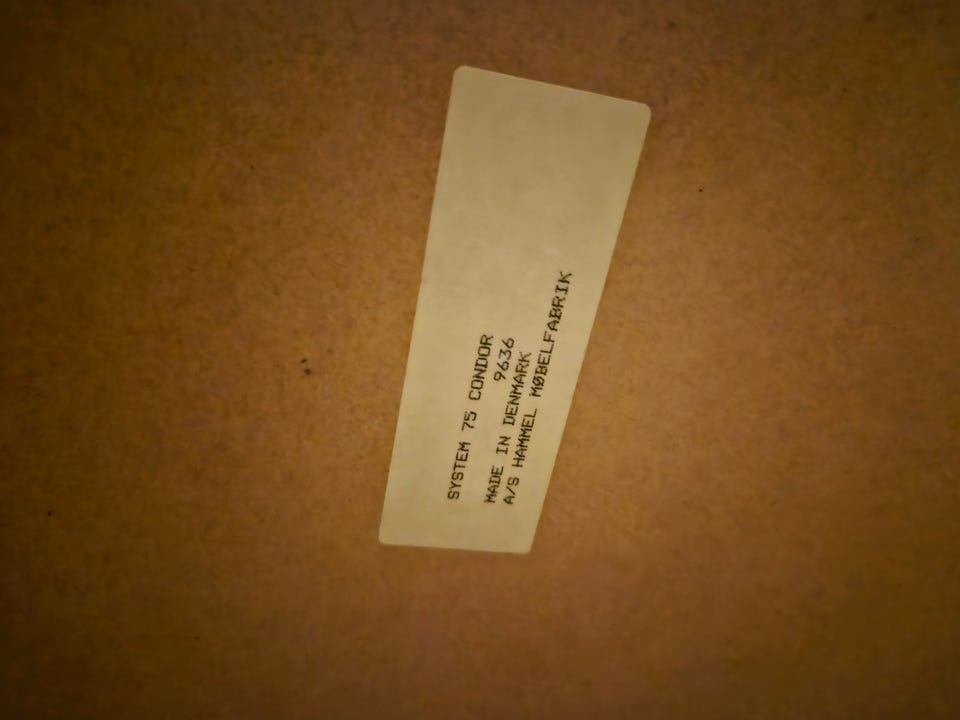 SYSTEM 75 CONDOR
9636
MADE IN DENMARK
A/S HAMMEL MØBELFABRIK